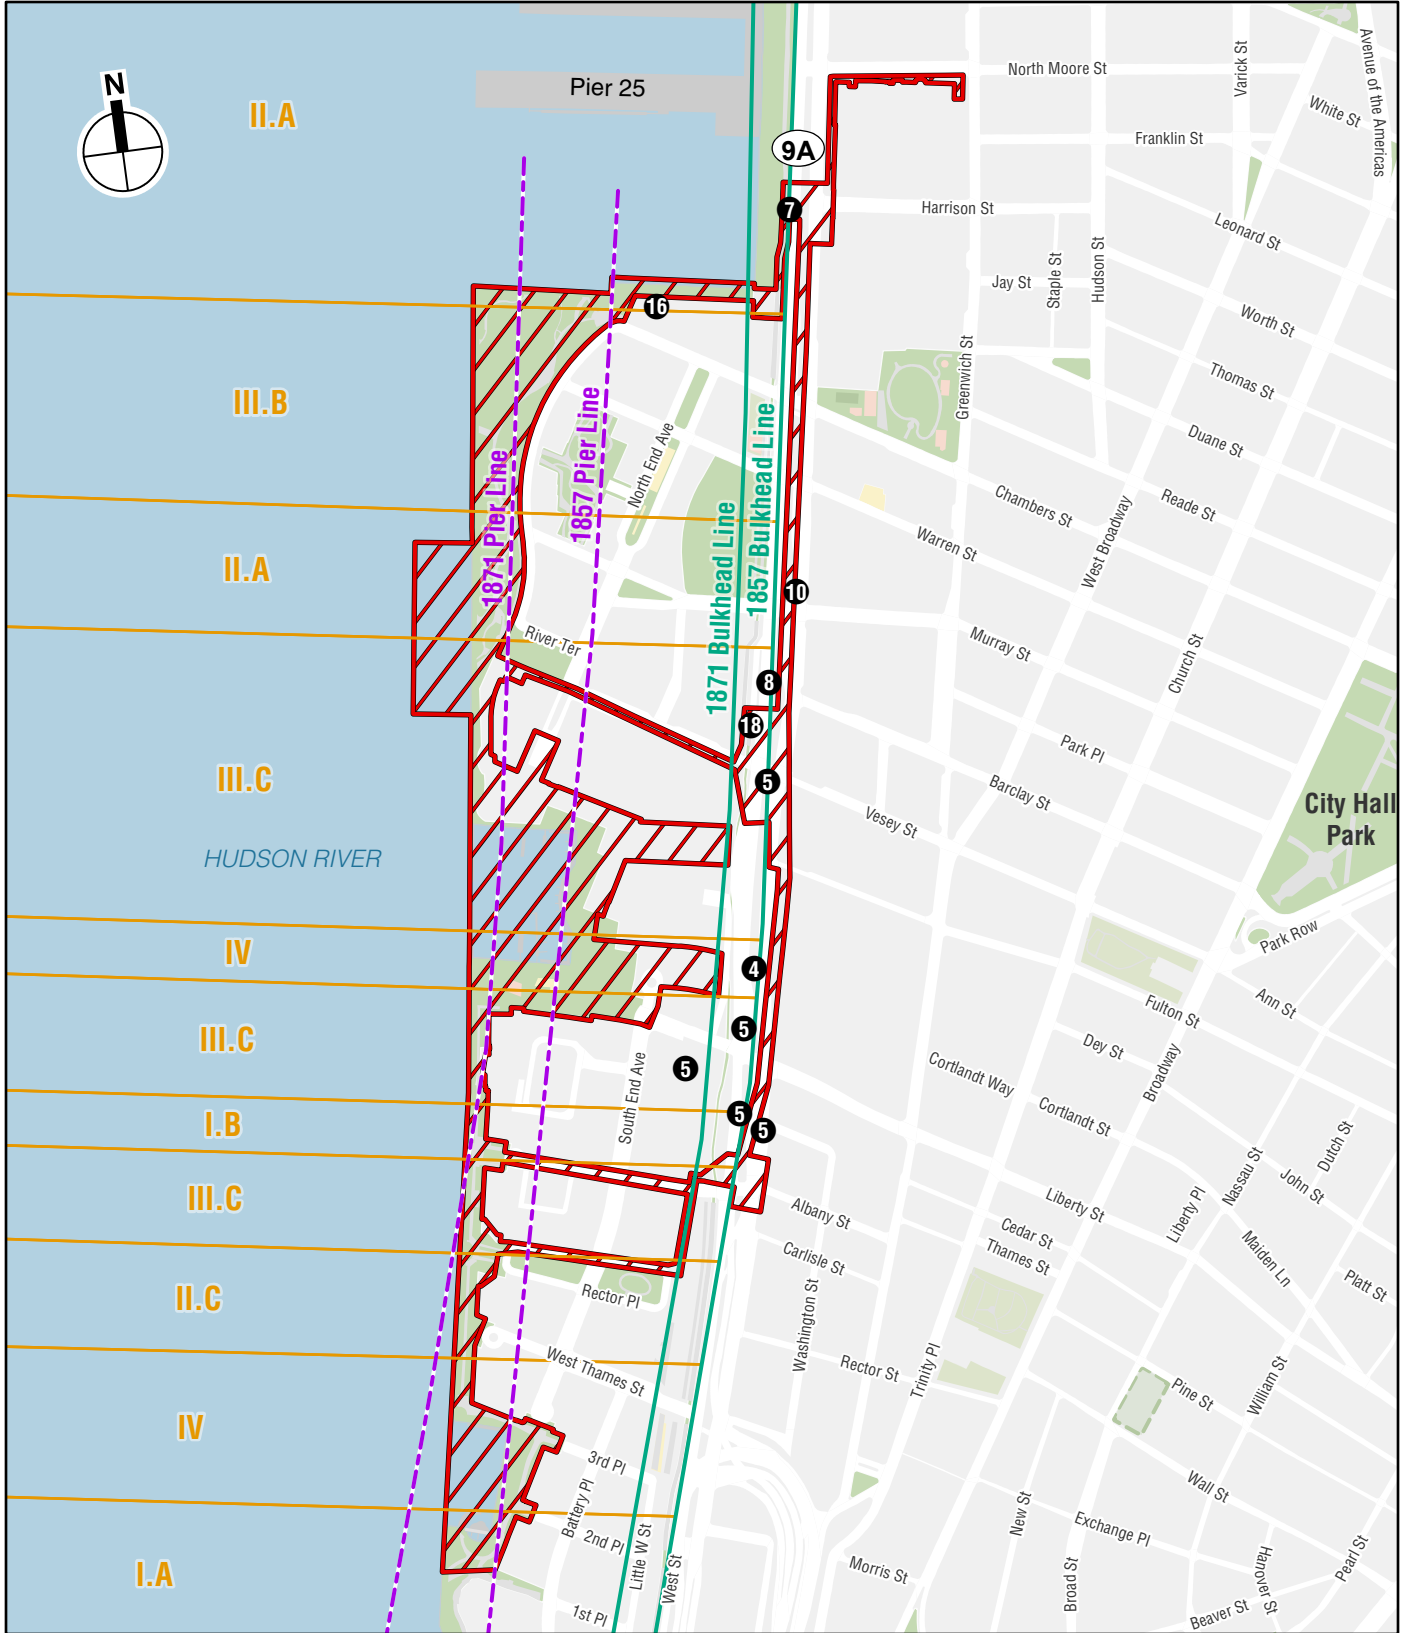 North Moore St
Varick St
Avenue of the Americas
N
Pier 25
II.A
White St
Franklin St
9A
7
Harrison St
Leonard St
Hudson St
Staple St
Jay St
16
Worth St
Greenwich St
III.B
Thomas St
1857 Pier Line
1871 Pier Line
North End Ave
1857 Bulkhead Line
1871 Bulkhead Line
Duane St
Reade St
Chambers St
West Broadway
Warren St
II.A
10
River Ter
Murray St
Church St
8
18
Park Pl
III.C
5
Barclay St
City Hall
Park
Vesey St
HUDSON RIVER
Park Row
IV
4
Ann St
Fulton St
III.C
5
Dey St
5
Broadway
Cortlandt Way
South End Ave
Cortlandt St
I.B
5
5
Dutch St
Nassau St
John St
III.C
Albany St
Liberty St
Liberty Pl
Cedar St
Thames St
Carlisle St
Maiden Ln
Platt St
II.C
Rector Pl
Washington St
West Thames St
Rector St
Trinity Pl
Pine St
William St
IV
3rd Pl
Wall St
Battery Pl
New St
Exchange Pl
2nd Pl
Little W St
West St
Morris St
Broad St
Hanover St
Pearl St
I.A
1st Pl
Beaver St